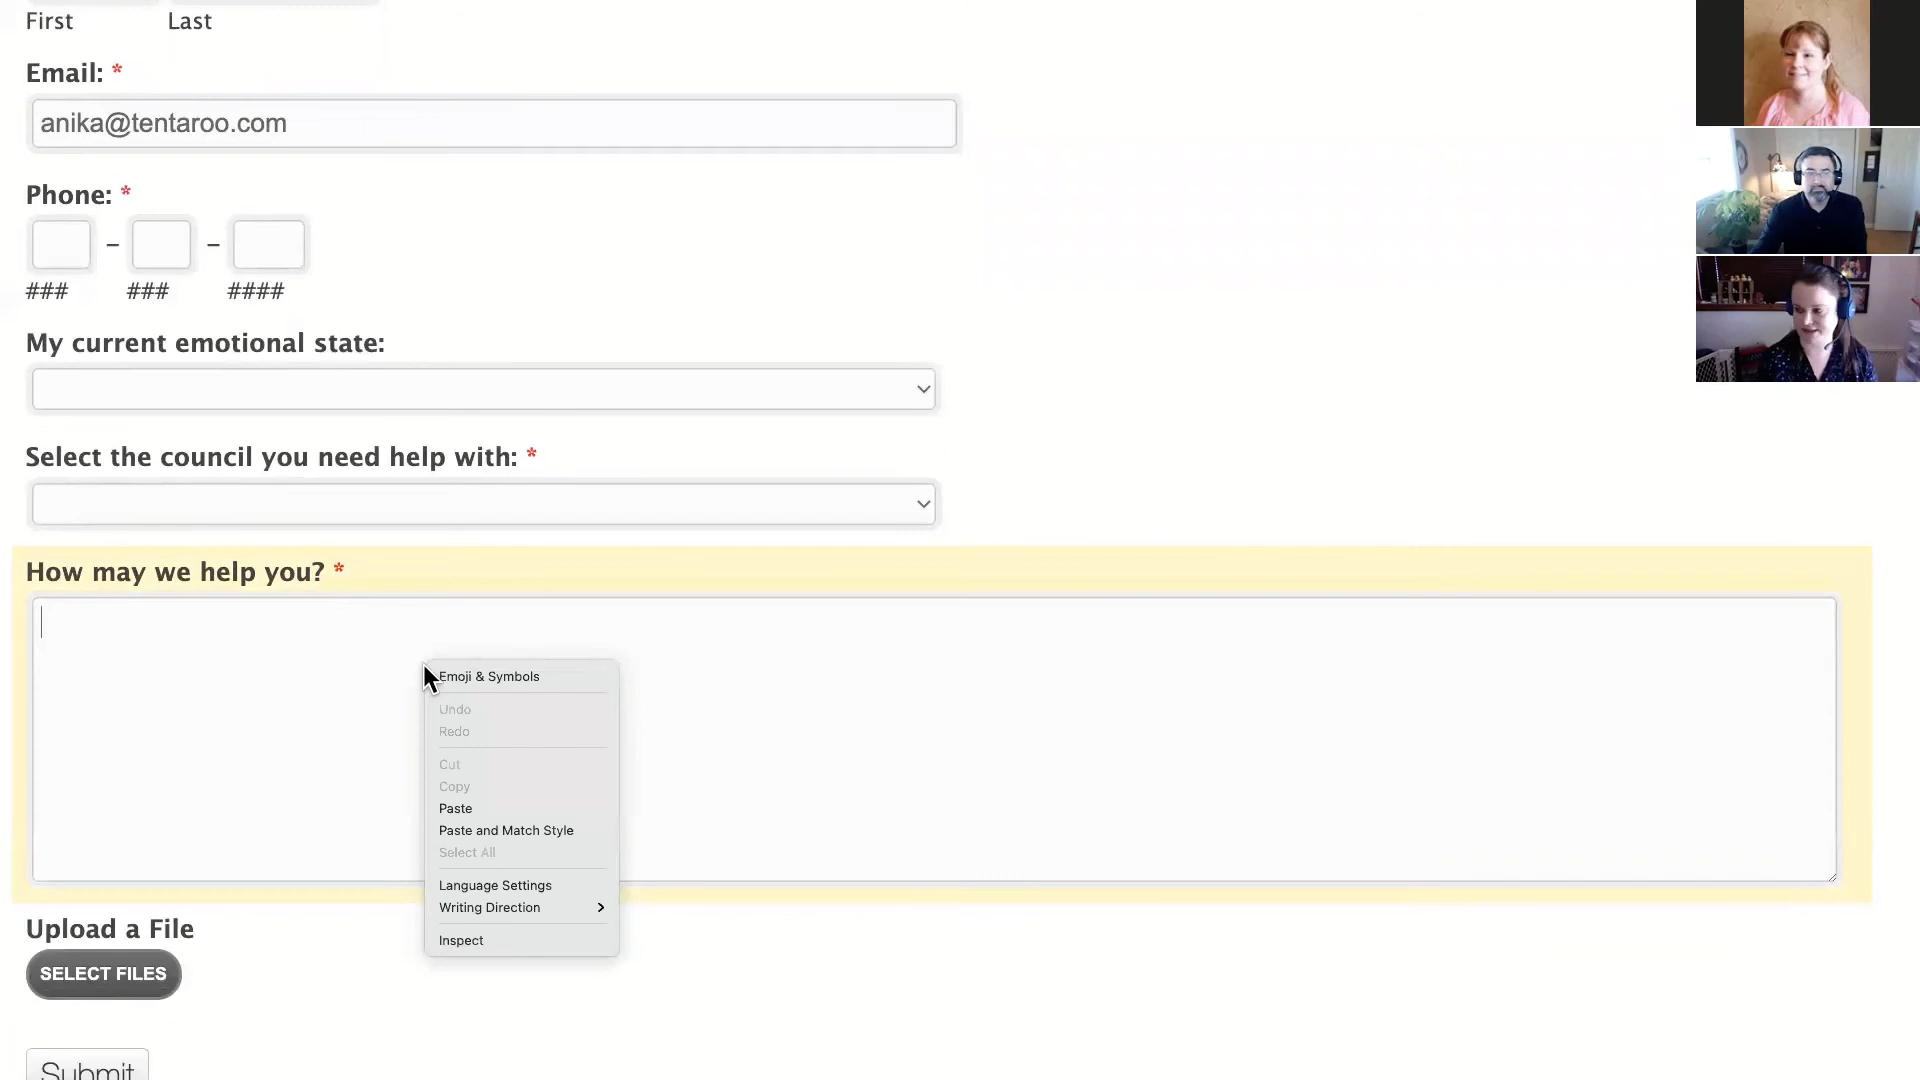 First Last
Email: *
anika@tentaroo.com
Phone: *
– –
### ### ####
My current emotional state:
Select the council you need help with: *
How may we help you? *
Emoji & Symbols
Undo
Redo
Cut
Copy
Paste
Paste and Match Style
Select All
Language Settings
Writing Direction
Inspect
Upload a File
SELECT FILES
Submit